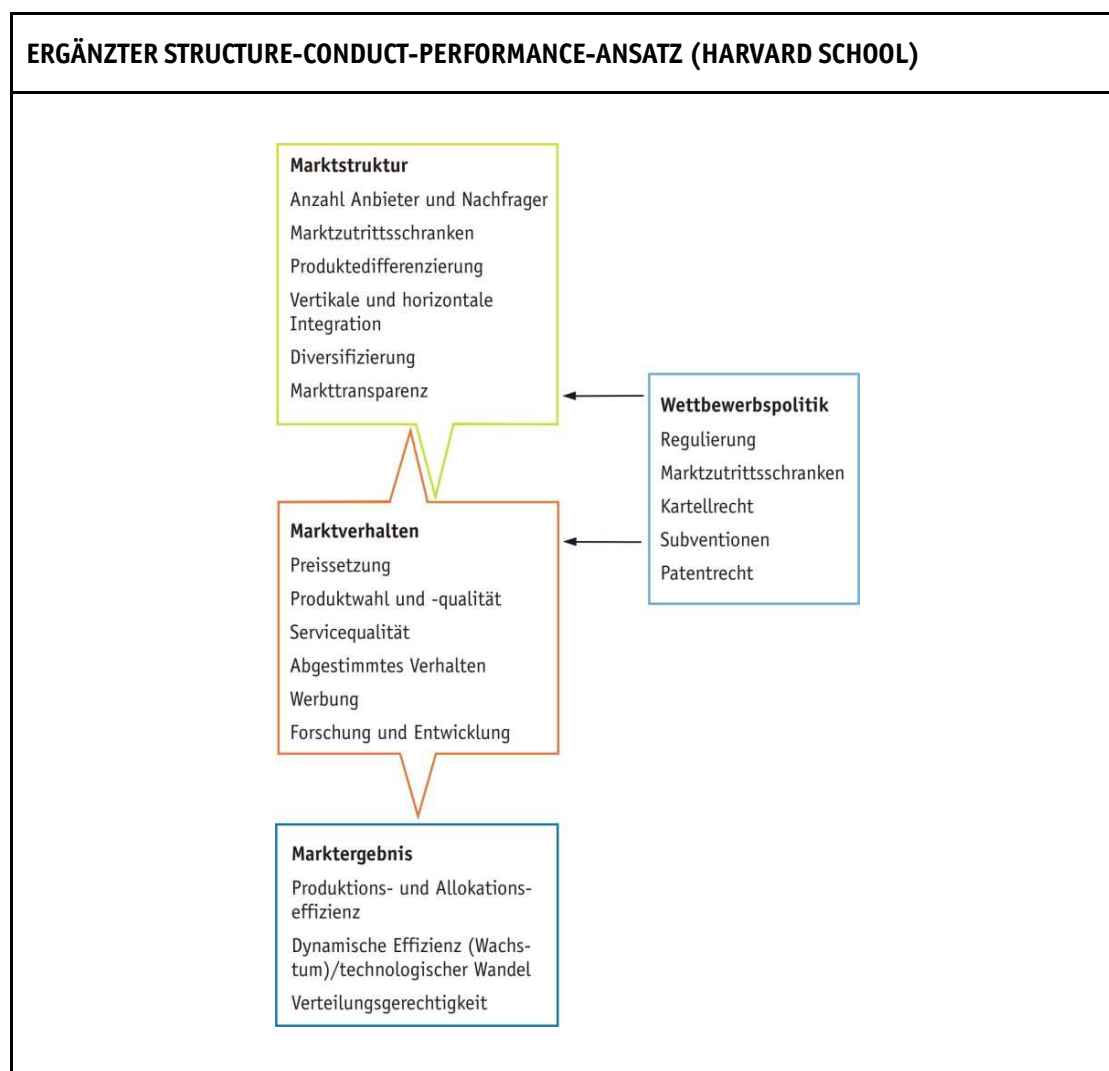 ERGÄNZTER STRUCTURE-CONDUCT-PERFORMANCE-ANSATZ (HARVARD SCHOOL)
Marktstruktur
Anzahl Anbieter und Nachfrager
Marktzutrittsschranken
Produktedifferenzierung
Vertikale und horizontale
Integration
Diversifizierung
Markttransparenz
Wettbewerbspolitik
Regulierung
Marktzutrittsschranken
Kartellrecht
Subventionen
Patentrecht
Marktverhalten
Preissetzung
Produktwahl und -qualität
Servicequalität
Abgestimmtes Verhalten
Werbung
Forschung und Entwicklung
Marktergebnis
Produktions- und Allokations-
effizienz
Dynamische Effizienz (Wachs-
tum)/technologischer Wandel
Verteilungsgerechtigkeit